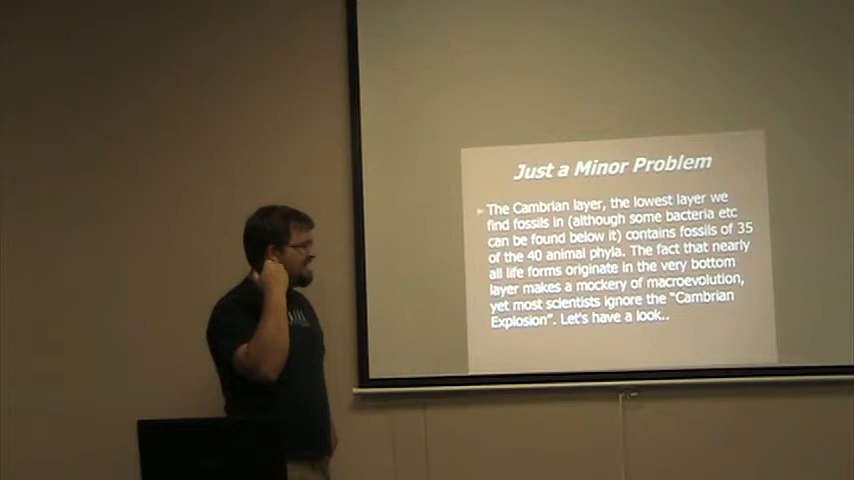 Just a Minor Problem
The Cambrian layer, the lowest layer we
find fossils in (although some bacteria etc
can be found below it) contains fossils of 35
of the 40 animal phyla. The fact that nearly
all life forms originate in the very bottom
layer makes a mockery of macroevolution,
yet most scientists ignore the "Cambrian
Explosion". Let's have a look..